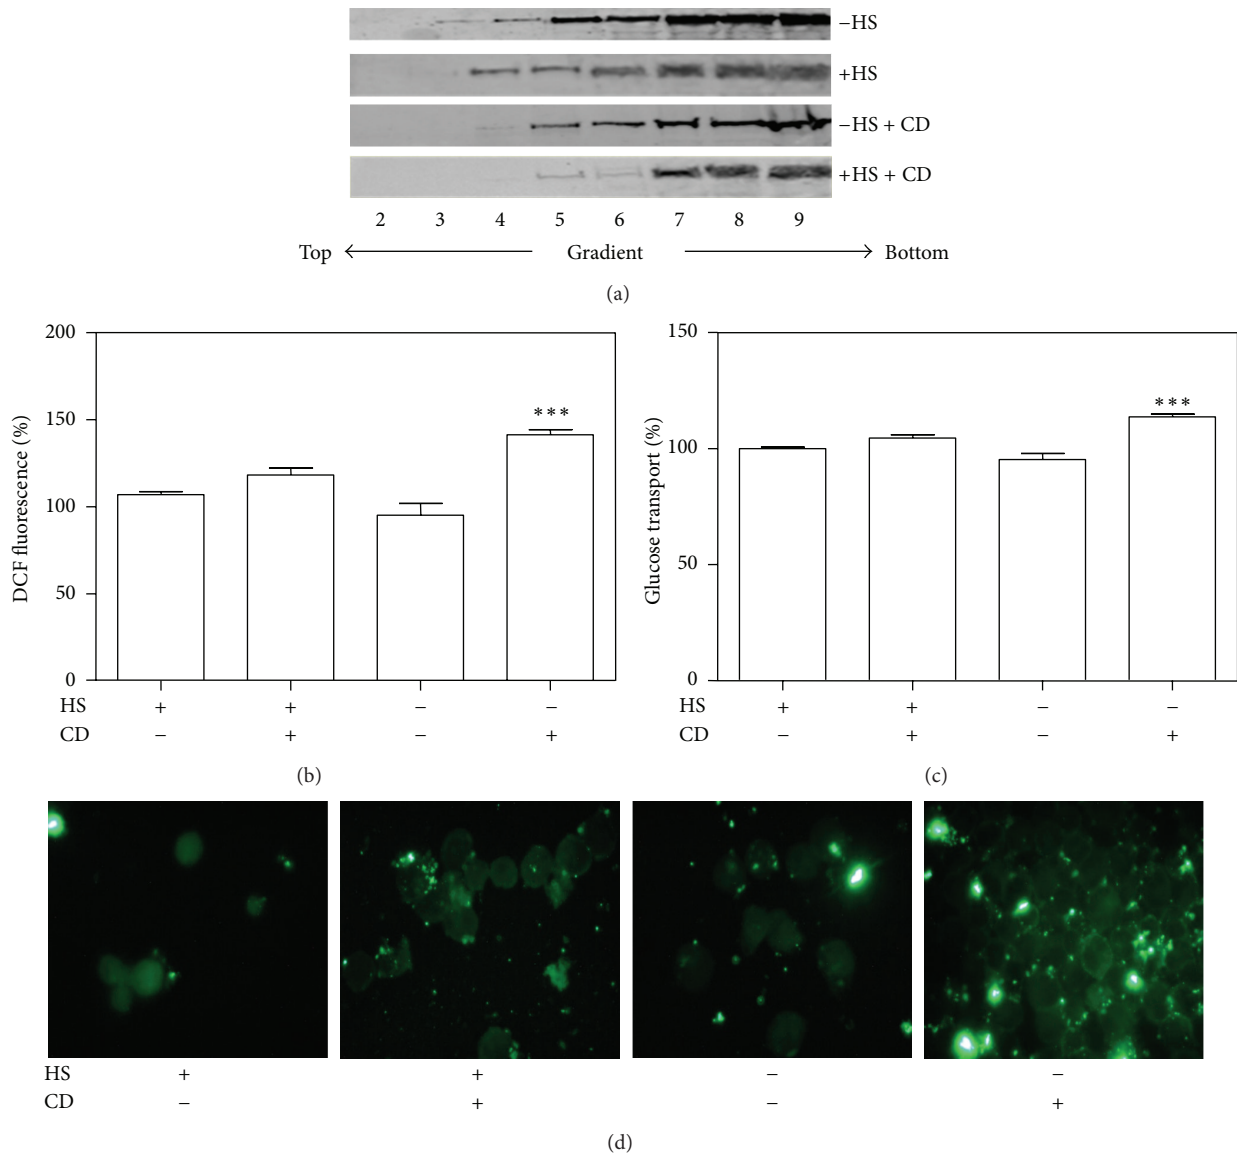 −HS
+HS
−HS + CD
+HS + CD
2 3 4 5 6 7 8 9
Top Gradient Bottom
(a)
200
150
100
50
0
DCF fluorescence (%)
***
HS + + − −
CD − + − +
(b)
150
100
50
0
Glucose transport (%)
***
HS + + − −
CD − + − +
(c)
HS + + − −
CD − + − +
(d)